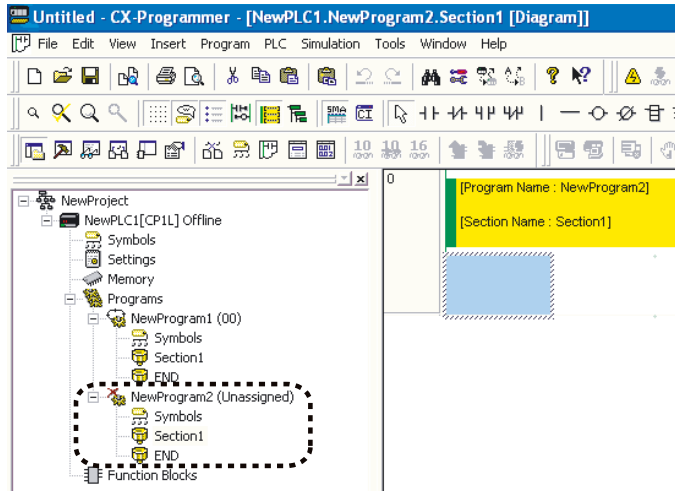 Untitled - CX-Programmer - [NewPLC1.NewProgram2.Section1 [Diagram]]
File Edit View Insert Program PLC Simulation Tools Window Help
SMA
10 10 16
0
[Program Name : NewProgram2]
[Section Name : Section1]
NewProject
NewPLC1[CP1L] Offline
Symbols
Settings
Memory
Programs
NewProgram1 (00)
Symbols
Section1
END
NewProgram2 (Unassigned)
Symbols
Section1
END
Function Blocks